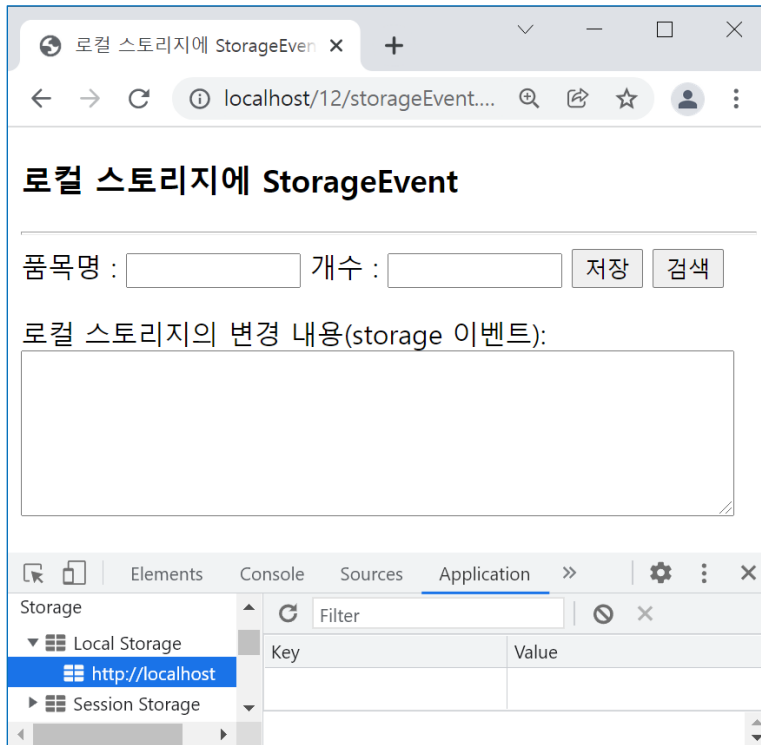 로컬 스토리지에 StorageEven
localhost/12/storageEvent....
로컬 스토리지에 StorageEvent
품목명 : 개수 : 저장 검색
로컬 스토리지의 변경 내용(storage 이벤트):
Elements Console Sources Application
Storage
Filter
Local Storage
Key Value
http://localhost
Session Storage